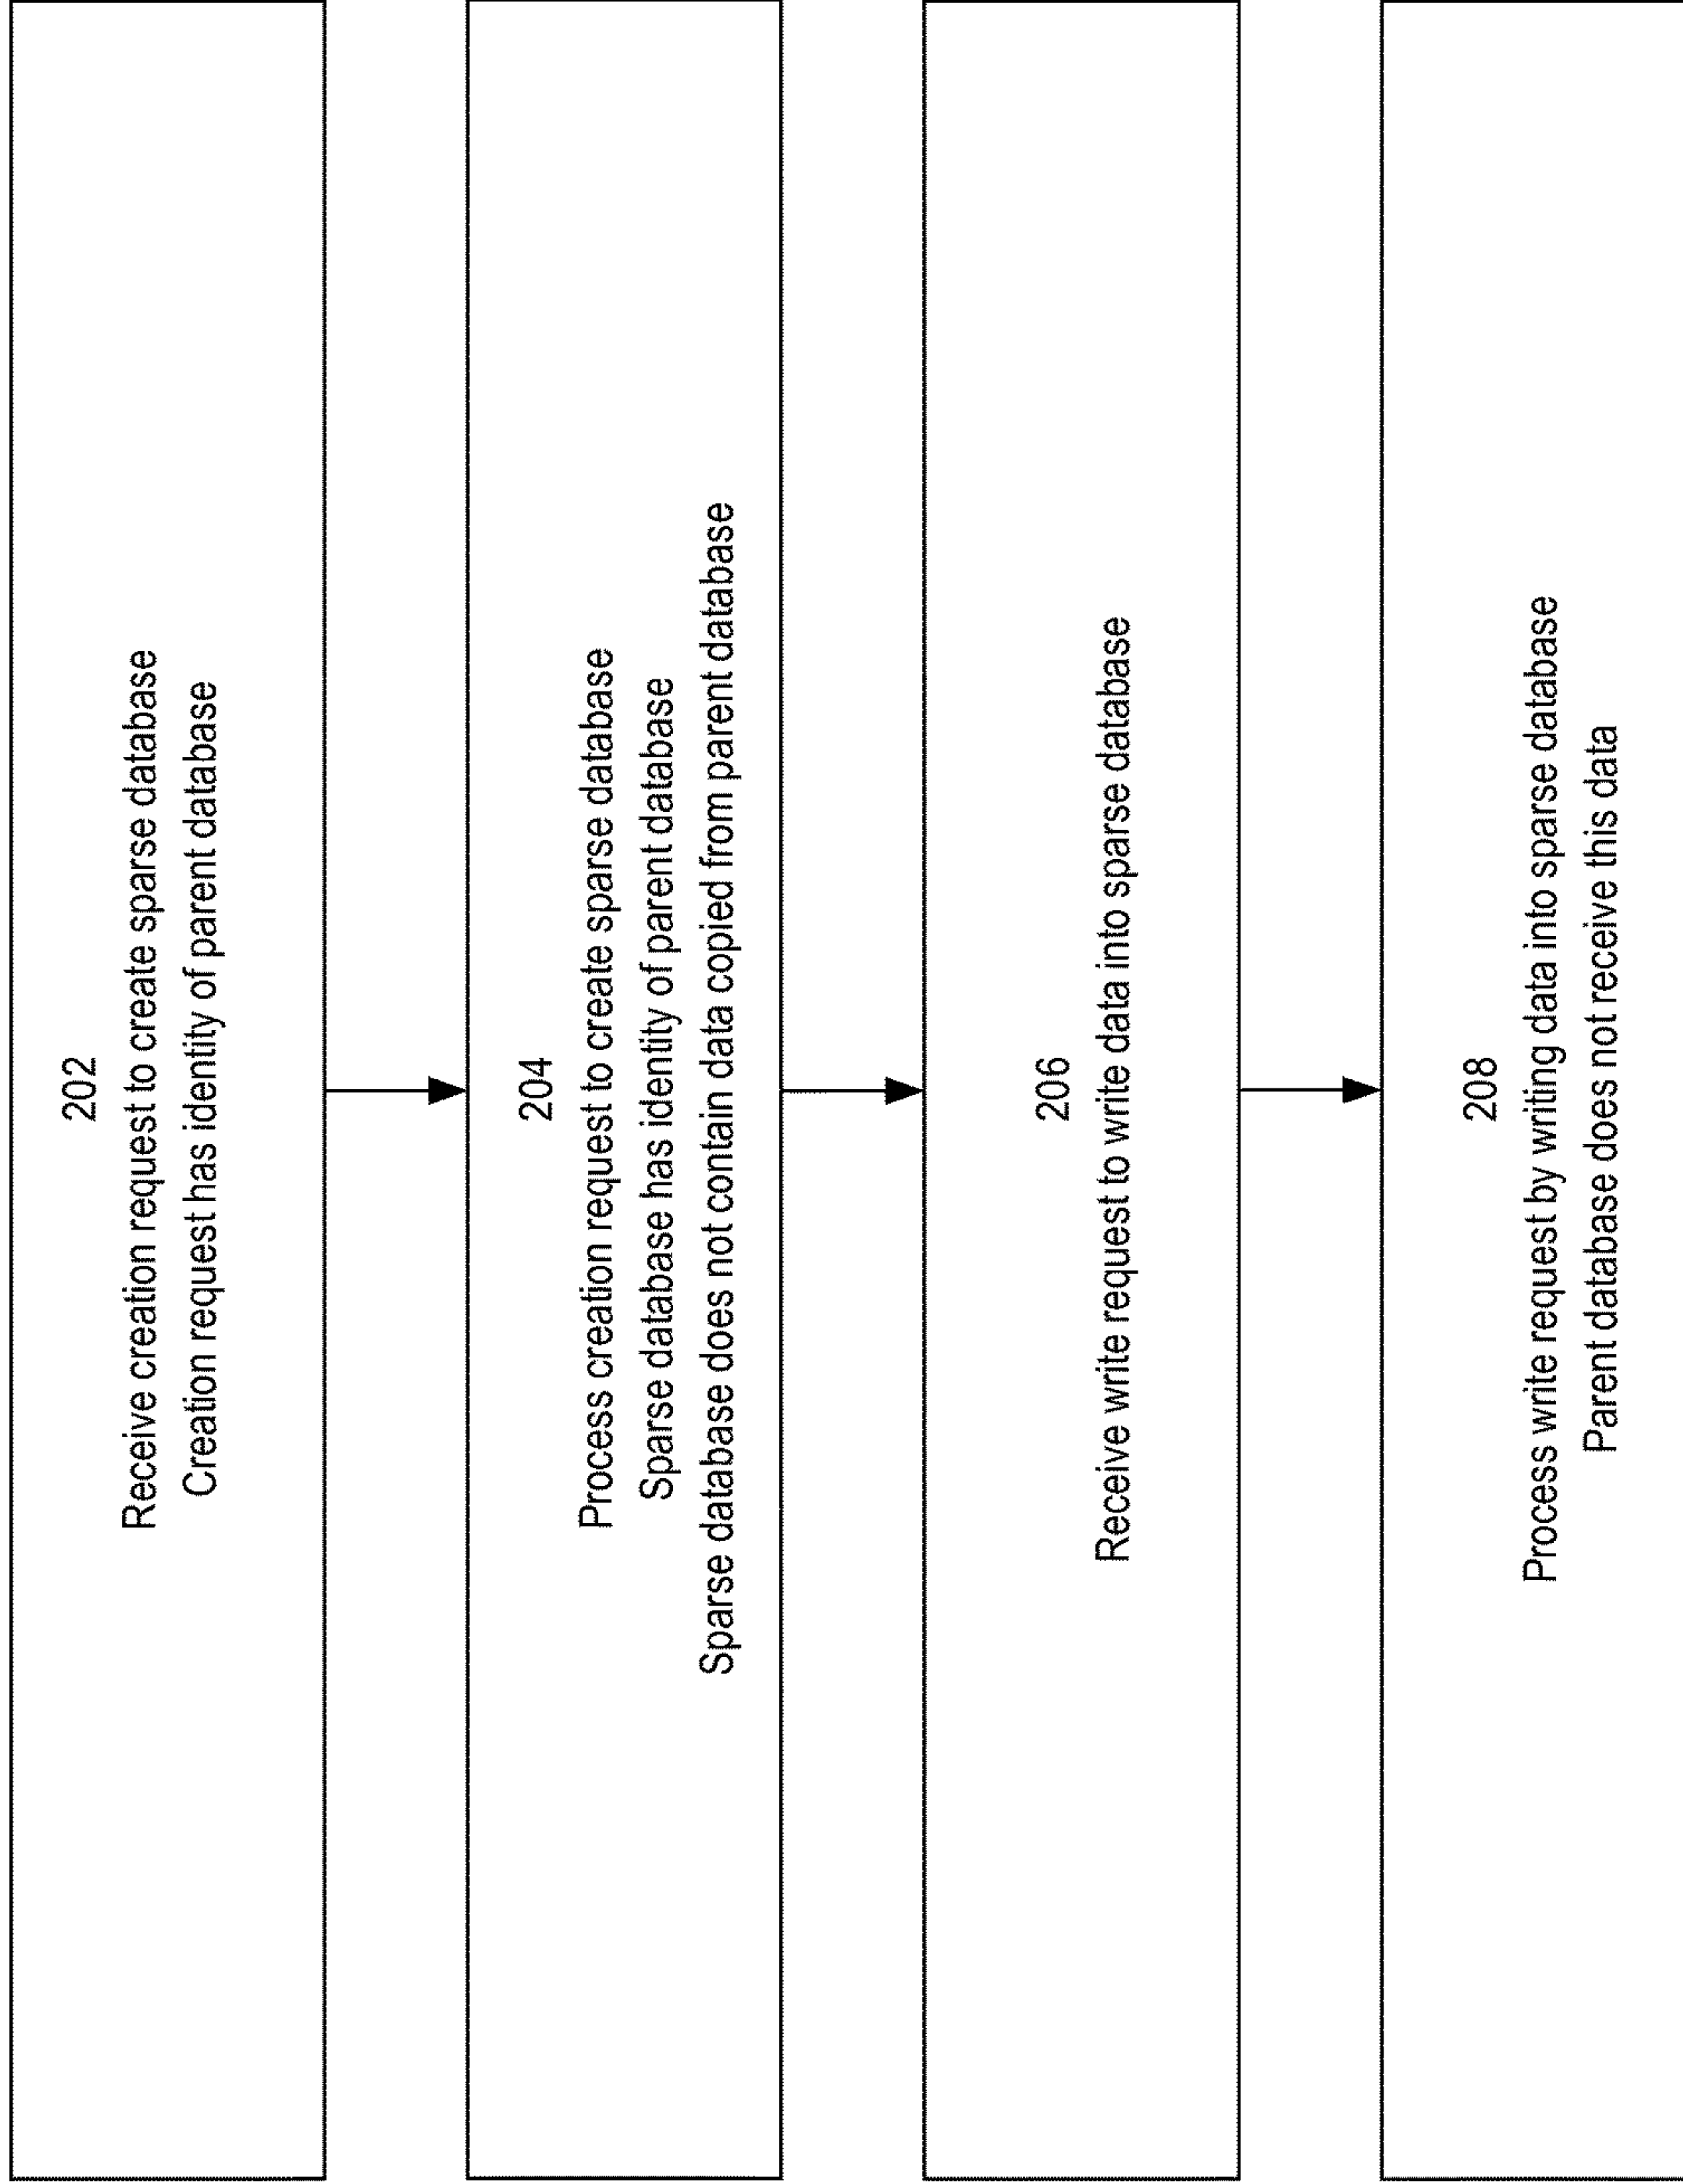 202
Receive creation request to create sparse database
Creation request has identity of parent database
204
Process creation request to create sparse database
Sparse database has identity of parent database
Sparse database does not contain data copied from parent database
206
Receive write request to write data into sparse database
208
Process write request by writing data into sparse database
Parent database does not receive this data